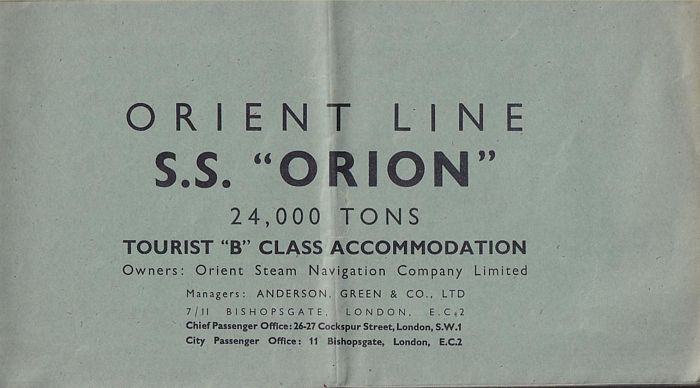 ORIENT LINE
S.S. "ORION"
24,000 TONS
TOURIST "B" CLASS ACCOMMODATION
Owners: Orient Steam Navigation Company Limited
Managers: ANDERSON, GREEN & CO., LTD
7/11 BISHOPSGATE, LONDON, E.C.2
Chief Passenger Office: 26-27 Cockspur Street, London, S.W.1
City Passenger Office: 11 Bishopsgate, London, E.C.2